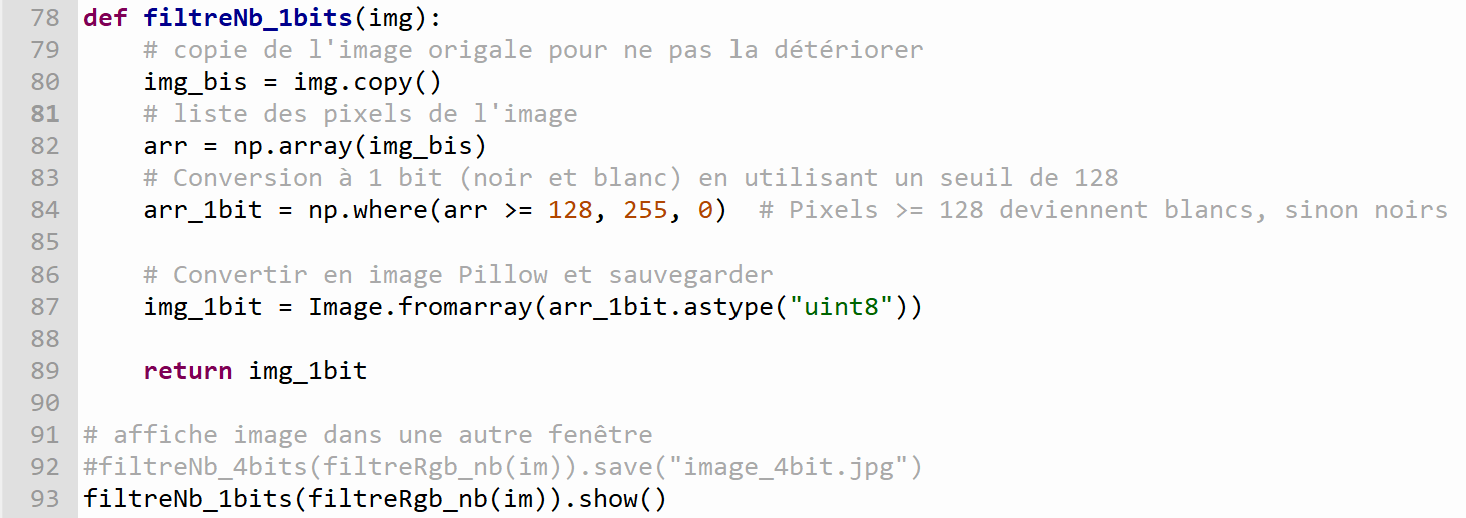 78 def filtreNb_1bits(img):
79     # copie de l'image origale pour ne pas la détériorer
80     img_bis = img.copy()
81     # liste des pixels de l'image
82     arr = np.array(img_bis)
83     # Conversion à 1 bit (noir et blanc) en utilisant un seuil de 128
84     arr_1bit = np.where(arr >= 128, 255, 0)  # Pixels >= 128 deviennent blancs, sinon noirs
85
86     # Convertir en image Pillow et sauvegarder
87     img_1bit = Image.fromarray(arr_1bit.astype("uint8"))
88
89     return img_1bit
90
91 # affiche image dans une autre fenêtre
92 #filtreNb_4bits(filtreRgb_nb(im)).save("image_4bit.jpg")
93 filtreNb_1bits(filtreRgb_nb(im)).show()